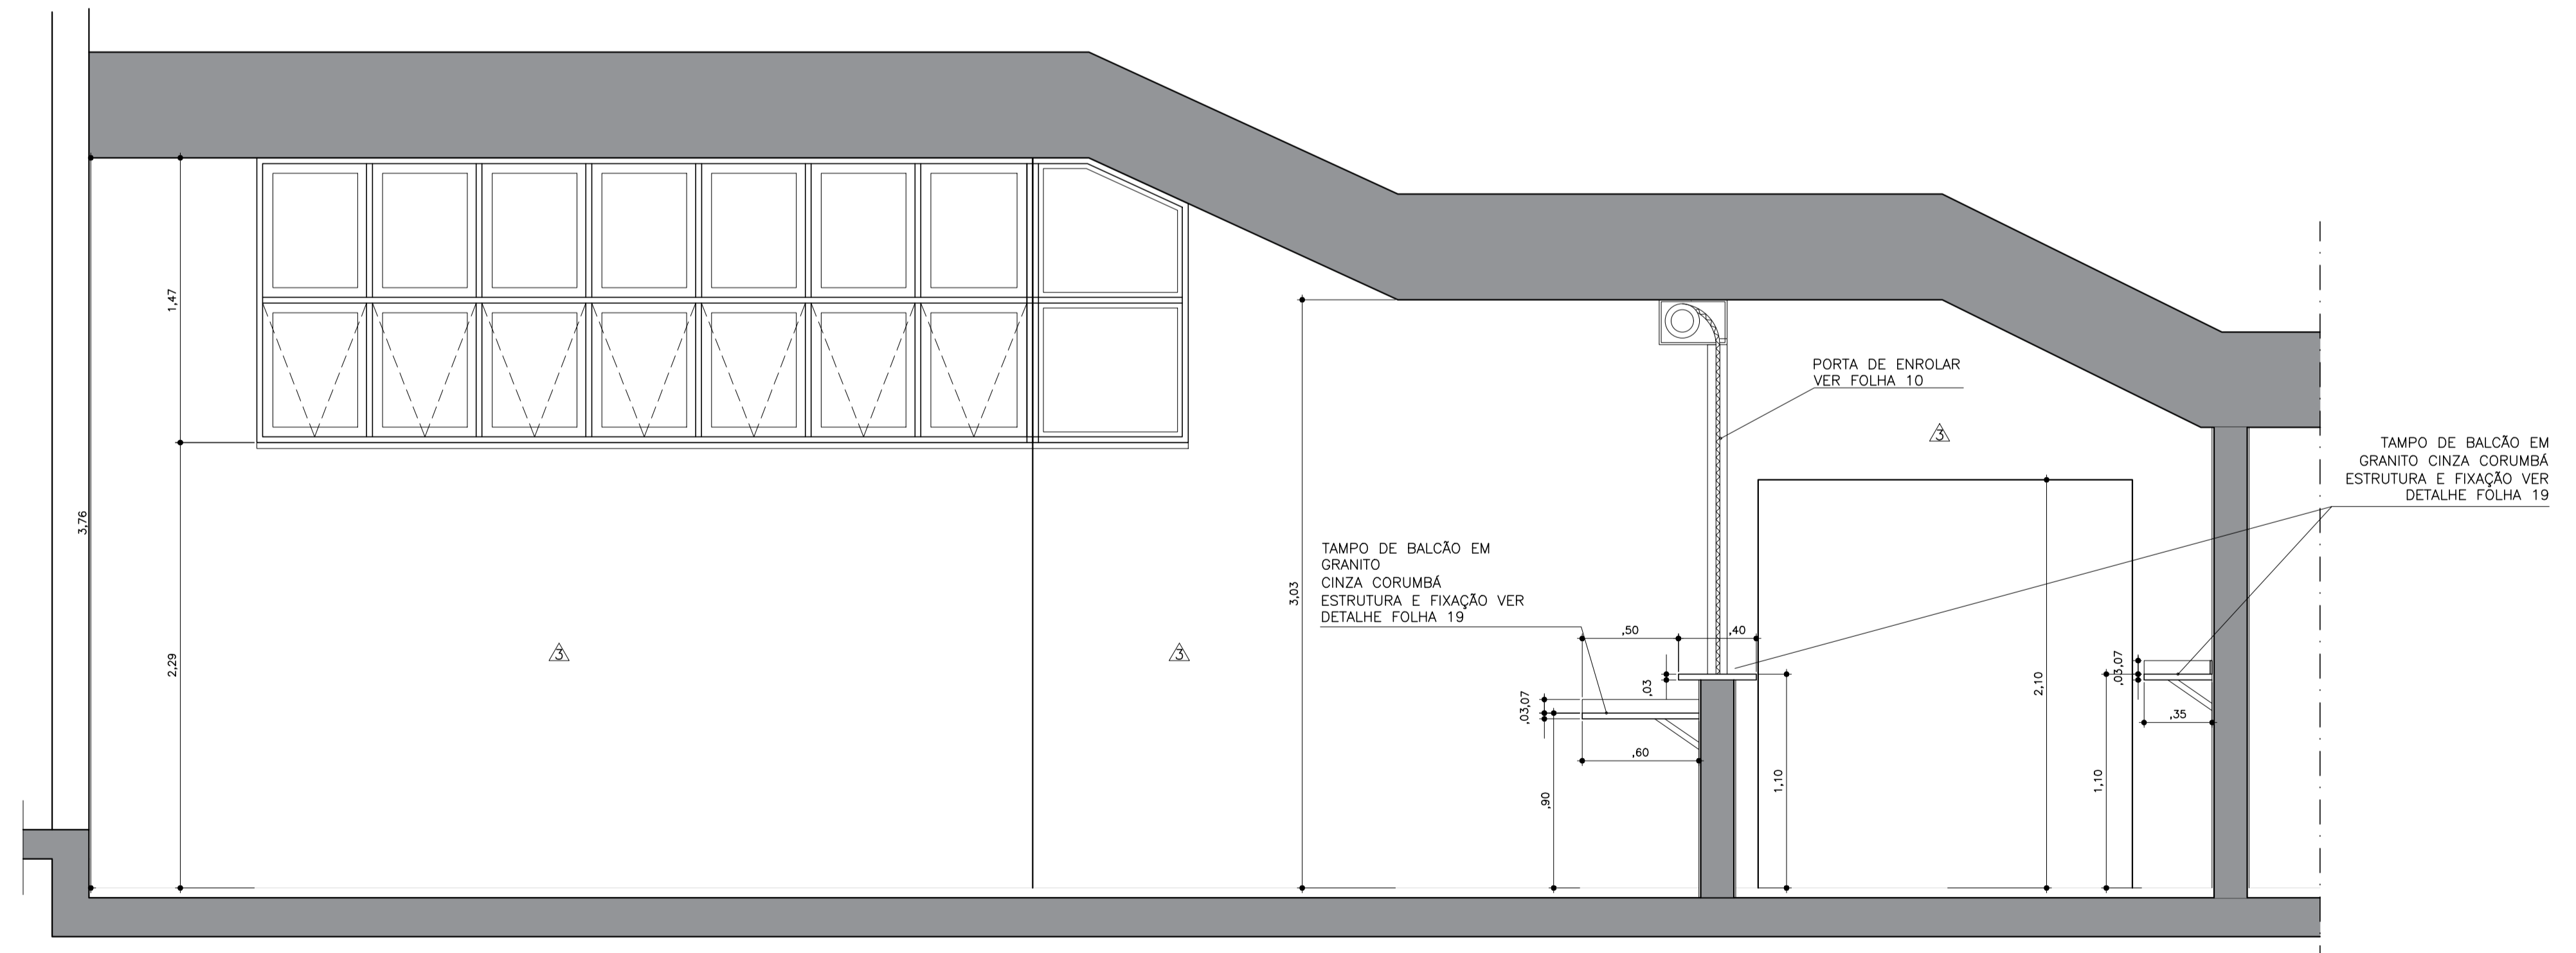 1,47
3,76
2,29
3
3
3,03
TAMPO DE BALCÃO EM
GRANITO
CINZA CORUMBÁ
ESTRUTURA E FIXAÇÃO VER
DETALHE FOLHA 19
PORTA DE ENROLAR
VER FOLHA 10
3
TAMPO DE BALCÃO EM
GRANITO CINZA CORUMBÁ
ESTRUTURA E FIXAÇÃO VER
DETALHE FOLHA 19
,50
,40
,03
,03,07
,60
,90
1,10
2,10
1,10
,03,07
,35